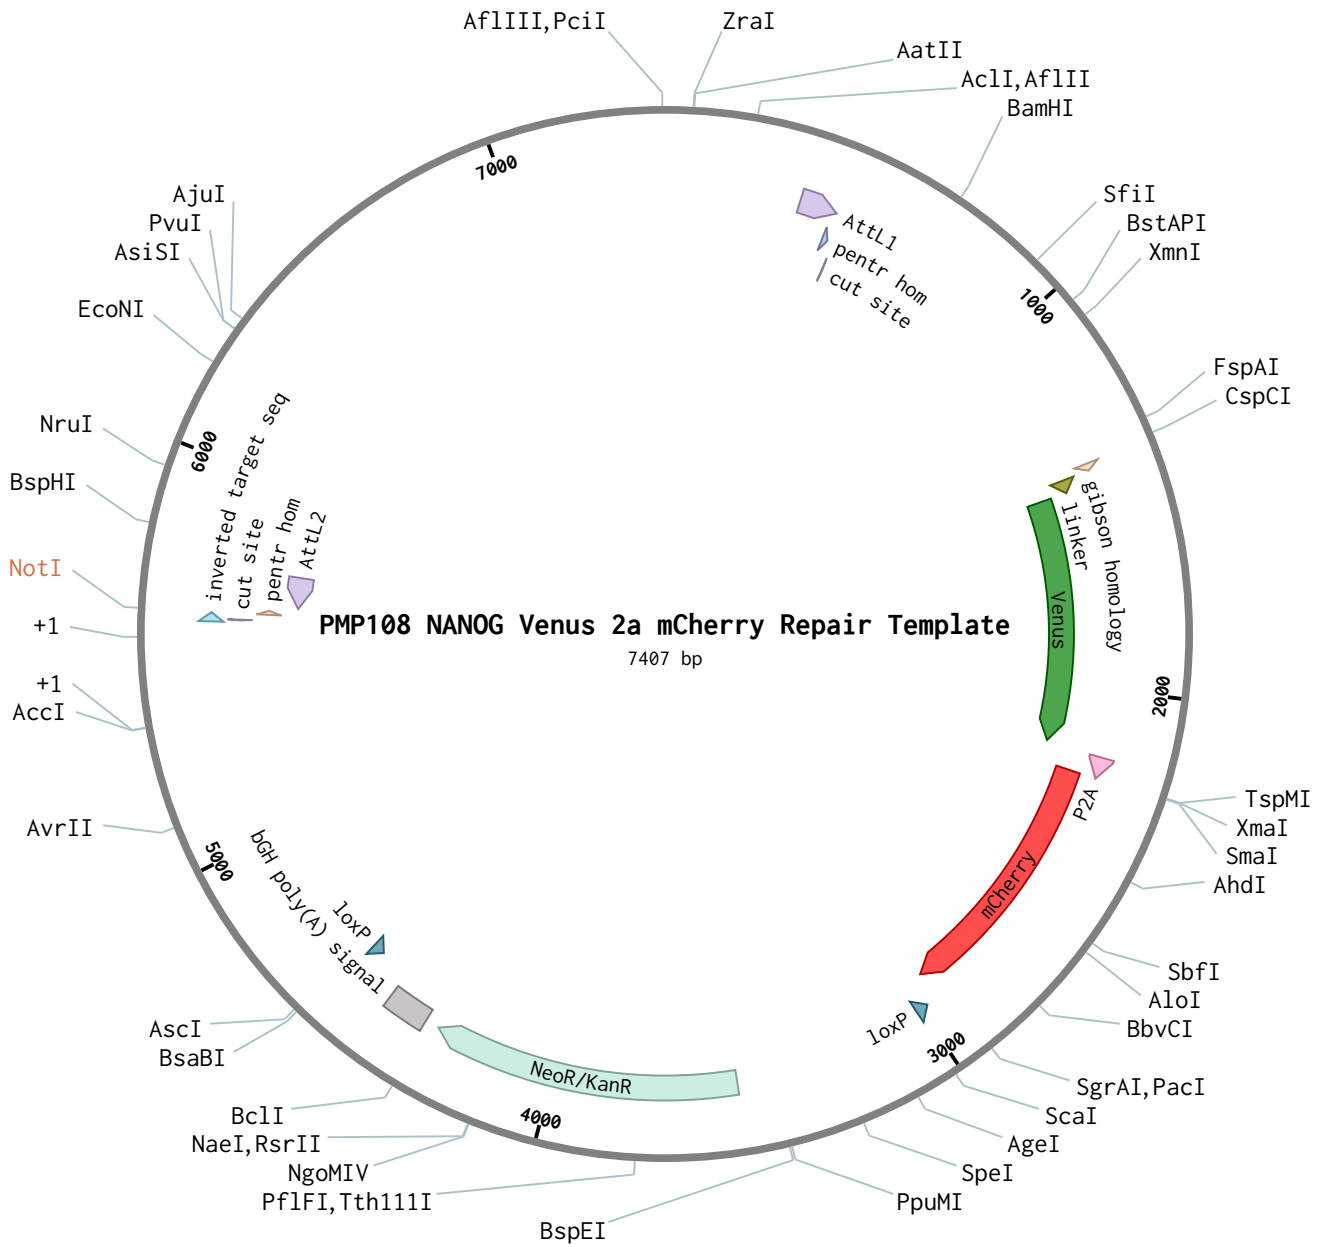 AflIII,PciI
ZraI
AatII
AclI,AflII
BamHI
SfiI
BstAPI
XmnI
FspAI
CspCI
TspMI
XmaI
SmaI
AhdI
SbfI
AloI
BbvCI
SgrAI,PacI
ScaI
AgeI
SpeI
PpuMI
BspEI
PflFI,Tth111I
NgoMIV
NaeI,RsrII
BclI
BsaBI
AscI
AvrII
AccI
+1
+1
NotI
BspHI
NruI
EcoNI
AsiSI
PvuI
AjuI
7000
1000
2000
3000
4000
5000
6000
AttL1
pentr hom
cut site
gibson homology
linker
Venus
P2A
mCherry
loxP
NeoR/KanR
bGH poly(A) signal
loxP
inverted target seq
cut site
pentr hom
AttL2
PMP108 NANOG Venus 2a mCherry Repair Template
7407 bp